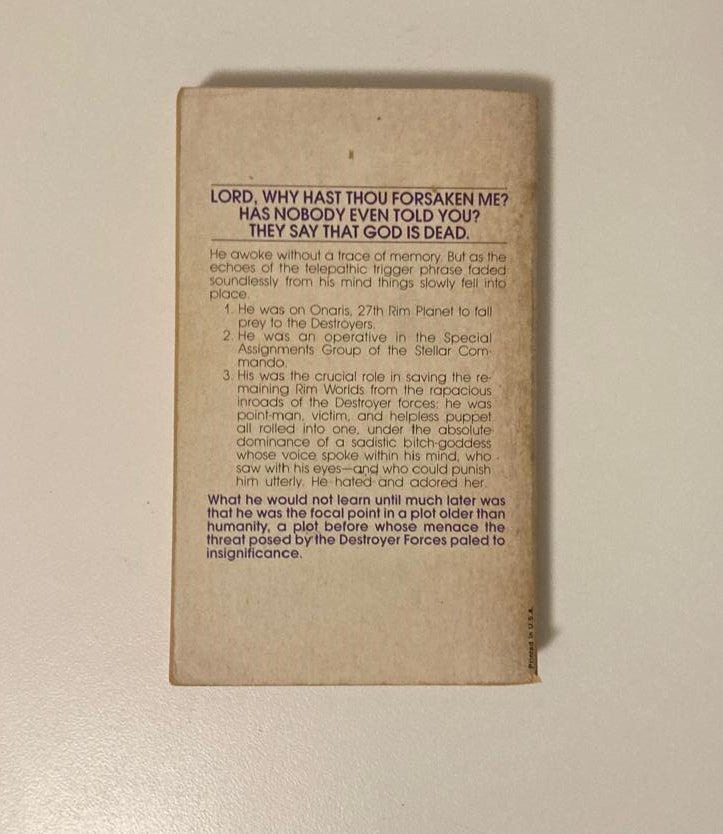 LORD, WHY HAST THOU FORSAKEN ME?
HAS NOBODY EVEN TOLD YOU?
THEY SAY THAT GOD IS DEAD.
He awoke without a trace of memory. But as the
echoes of the telepathic trigger phrase faded
soundlessly from his mind things slowly fell into
place.
1. He was on Onaris, 27th Rim Planet to fall
prey to the Destroyers.
2. He was an operative in the Special
Assignments Group of the Stellar Com-
mando.
3. His was the crucial role in saving the re-
maining Rim Worlds from the rapacious
inroads of the Destroyer forces; he was
point-man, victim, and helpless puppet
all rolled into one, under the absolute
dominance of a sadistic bitch-goddess
whose voice spoke within his mind, who
saw with his eyes—and who could punish
him utterly. He hated and adored her.
What he would not learn until much later was
that he was the focal point in a plot older than
humanity, a plot before whose menace the
threat posed by the Destroyer Forces paled to
insignificance.
Printed in U.S.A.